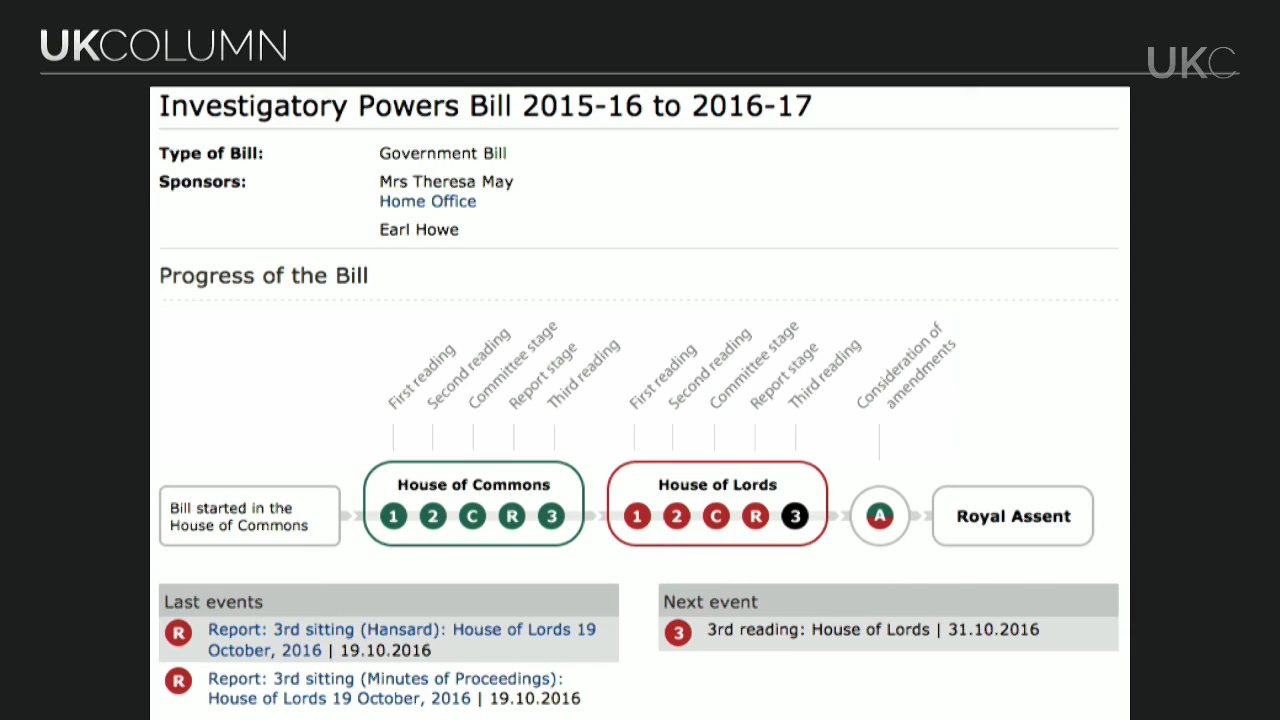 UKCOLUMN
UKC
Investigatory Powers Bill 2015-16 to 2016-17
Type of Bill: Government Bill
Sponsors: Mrs Theresa May
Home Office
Earl Howe
Progress of the Bill
First reading
Second reading
Committee stage
Report stage
Third reading
First reading
Second reading
Committee stage
Report stage
Third reading
Consideration of
amendments
Bill started in the
House of Commons
House of Commons
1 2 C R 3
House of Lords
1 2 C R 3
A
Royal Assent
Last events
R Report: 3rd sitting (Hansard): House of Lords 19
October, 2016 | 19.10.2016
R Report: 3rd sitting (Minutes of Proceedings):
House of Lords 19 October, 2016 | 19.10.2016
Next event
3 3rd reading: House of Lords | 31.10.2016